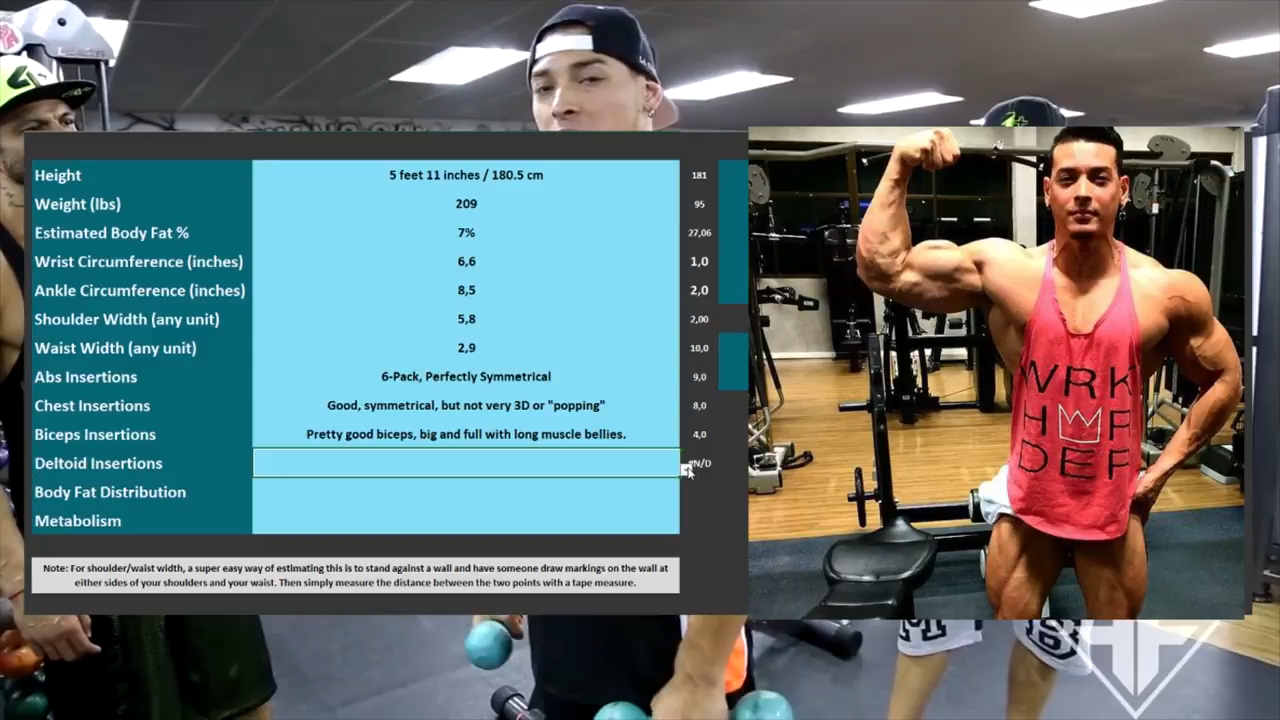 Height 5 feet 11 inches / 180.5 cm 181
Weight (lbs) 209 95
Estimated Body Fat % 7% 27,06
Wrist Circumference (inches) 6,6 1,0
Ankle Circumference (inches) 8,5 2,0
Shoulder Width (any unit) 5,8 2,00
Waist Width (any unit) 2,9 10,0
Abs Insertions 6-Pack, Perfectly Symmetrical 9,0
Chest Insertions Good, symmetrical, but not very 3D or "popping" 8,0
Biceps Insertions Pretty good biceps, big and full with long muscle bellies. 4,0
Deltoid Insertions #N/D
Body Fat Distribution
Metabolism
Note: For shoulder/waist width, a super easy way of estimating this is to stand against a wall and have someone draw markings on the wall at
either sides of your shoulders and your waist. Then simply measure the distance between the two points with a tape measure.
WRK
DEF